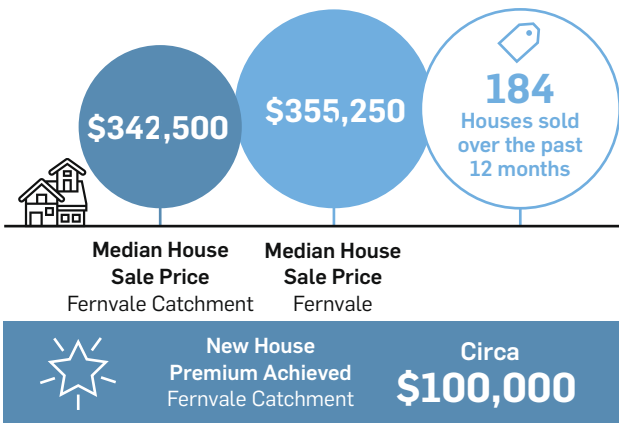 $342,500
$355,250
184
Houses sold
over the past
12 months
Median House
Sale Price
Fernvale Catchment
Median House
Sale Price
Fernvale
New House
Premium Achieved
Fernvale Catchment
Circa
$100,000